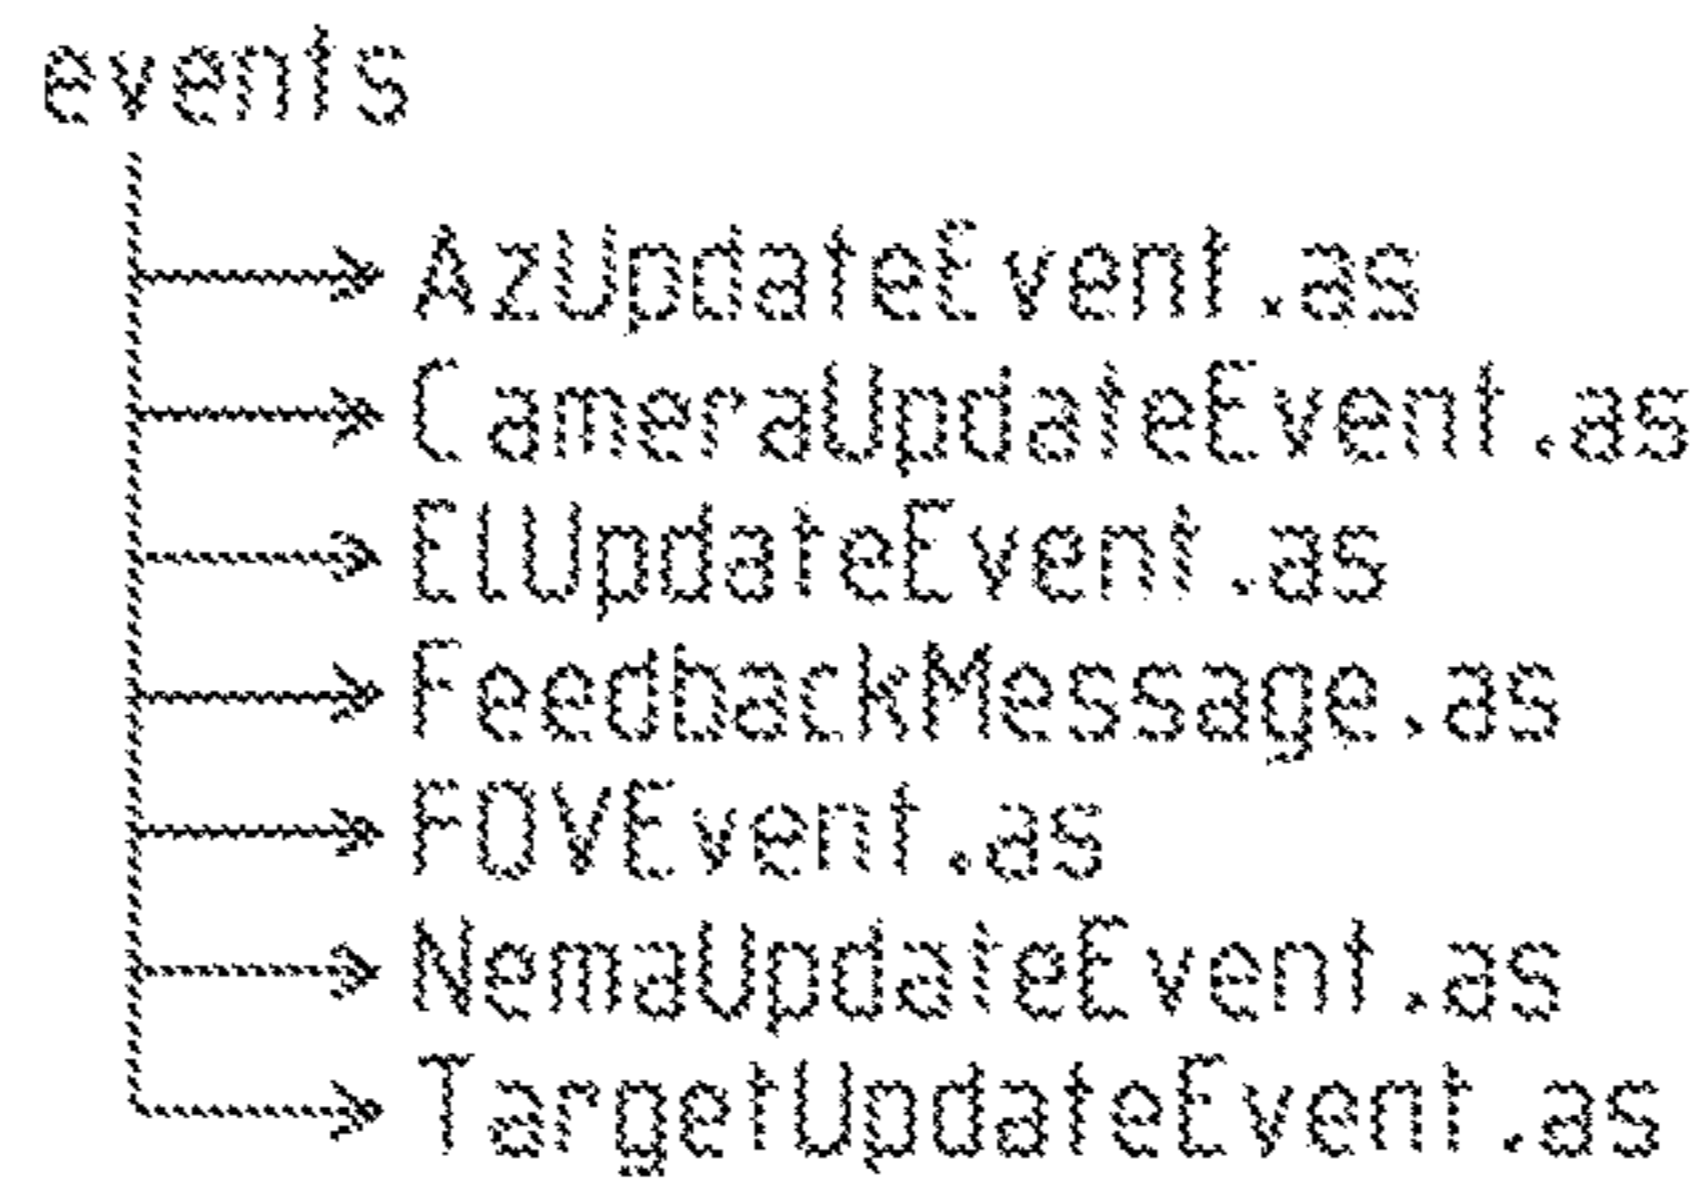 events
AzUpdateEvent.as
CameraUpdateEvent.as
ElUpdateEvent.as
FeedbackMessage.as
FOVEvent.as
NemaUpdateEvent.as
TargetUpdateEvent.as